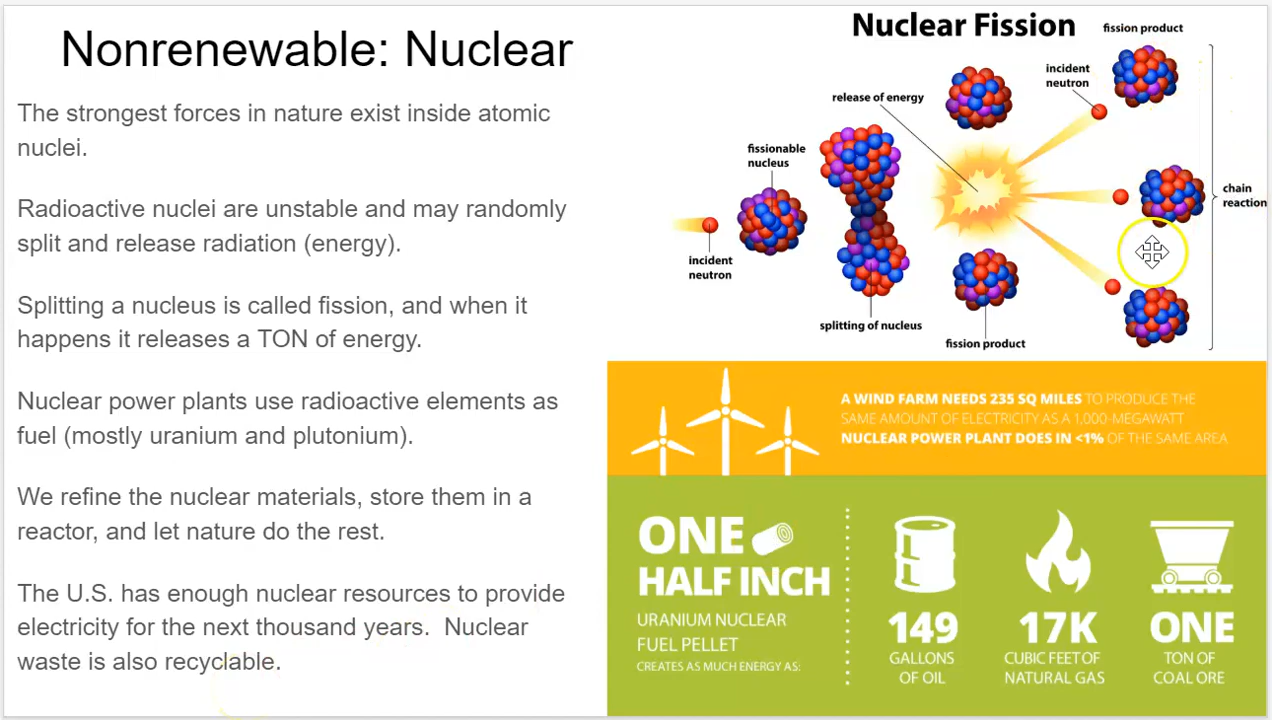 Nonrenewable: Nuclear
The strongest forces in nature exist inside atomic
nuclei.
Radioactive nuclei are unstable and may randomly
split and release radiation (energy).
Splitting a nucleus is called fission, and when it
happens it releases a TON of energy.
Nuclear power plants use radioactive elements as
fuel (mostly uranium and plutonium).
We refine the nuclear materials, store them in a
reactor, and let nature do the rest.
The U.S. has enough nuclear resources to provide
electricity for the next thousand years.  Nuclear
waste is also recyclable.
Nuclear Fission
fission product
incident
neutron
release of energy
fissionable
nucleus
chain
reaction
incident
neutron
splitting of nucleus
fission product
A WIND FARM NEEDS 235 SQ MILES TO PRODUCE THE
SAME AMOUNT OF ELECTRICITY AS A 1,000-MEGAWATT
NUCLEAR POWER PLANT DOES IN <1% OF THE SAME AREA
ONE
HALF INCH
URANIUM NUCLEAR
FUEL PELLET
CREATES AS MUCH ENERGY AS:
149
GALLONS
OF OIL
17K
CUBIC FEET OF
NATURAL GAS
ONE
TON OF
COAL ORE